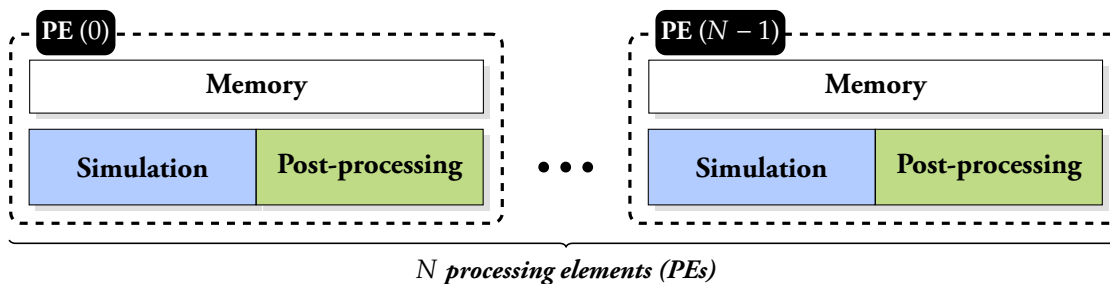 PE (0) PE (N − 1)
Memory Memory
Simulation Post-processing ••• Simulation Post-processing
N processing elements (PEs)